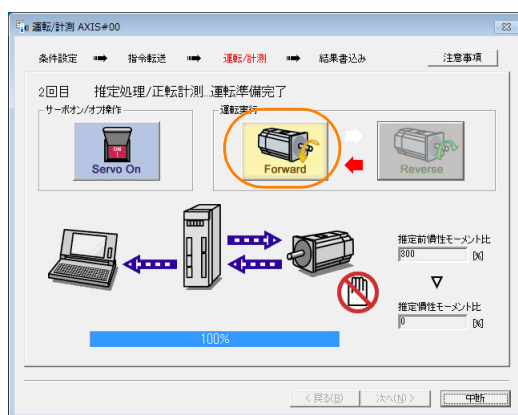 運転/計測 AXIS#00
条件設定 ➡ 指令転送 ➡ 運転/計測 ➡ 結果書込み 注意事項
2回目 推定処理/正転計測...運転準備完了
サーボオン/オフ操作 運転実行
ON
Servo On Forward Reverse
推定前慣性モーメント比
300 [%]
▽
推定慣性モーメント比
0 [%]
100%
< 戻る(B) 次へ(N) > 中断